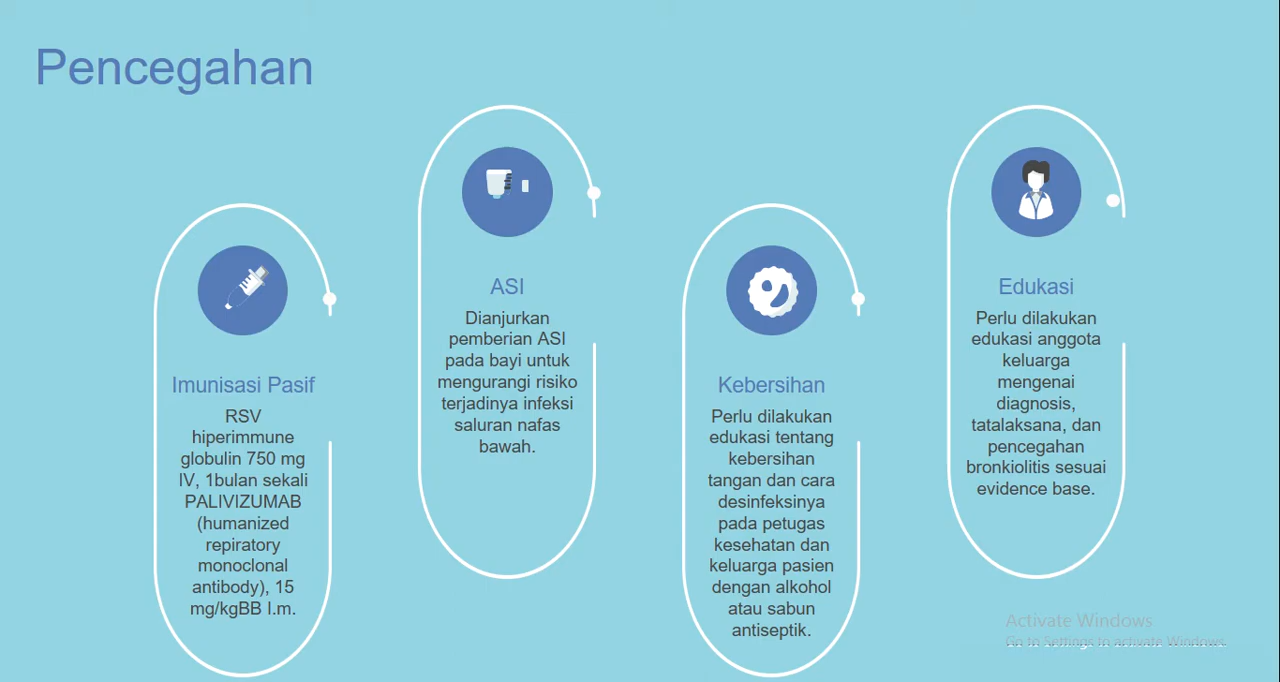 Pencegahan
Imunisasi Pasif
RSV
hiperimmune
globulin 750 mg
IV, 1bulan sekali
PALIVIZUMAB
(humanized
repiratory
monoclonal
antibody), 15
mg/kgBB I.m.
ASI
Dianjurkan
pemberian ASI
pada bayi untuk
mengurangi risiko
terjadinya infeksi
saluran nafas
bawah.
Kebersihan
Perlu dilakukan
edukasi tentang
kebersihan
tangan dan cara
desinfeksinya
pada petugas
kesehatan dan
keluarga pasien
dengan alkohol
atau sabun
antiseptik.
Edukasi
Perlu dilakukan
edukasi anggota
keluarga
mengenai
diagnosis,
tatalaksana, dan
pencegahan
bronkiolitis sesuai
evidence base.
Activate Windows
Go to Settings to activate Windows.